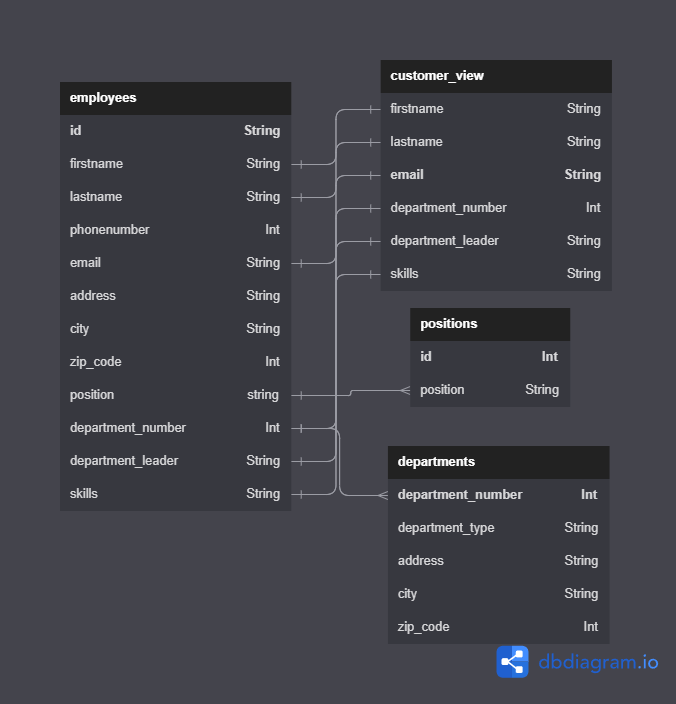 employees
id String
firstname String
lastname String
phonenumber Int
email String
address String
city String
zip_code Int
position string
department_number Int
department_leader String
skills String
customer_view
firstname String
lastname String
email String
department_number Int
department_leader String
skills String
positions
id Int
position String
departments
department_number Int
department_type String
address String
city String
zip_code Int
dbdiagram.io